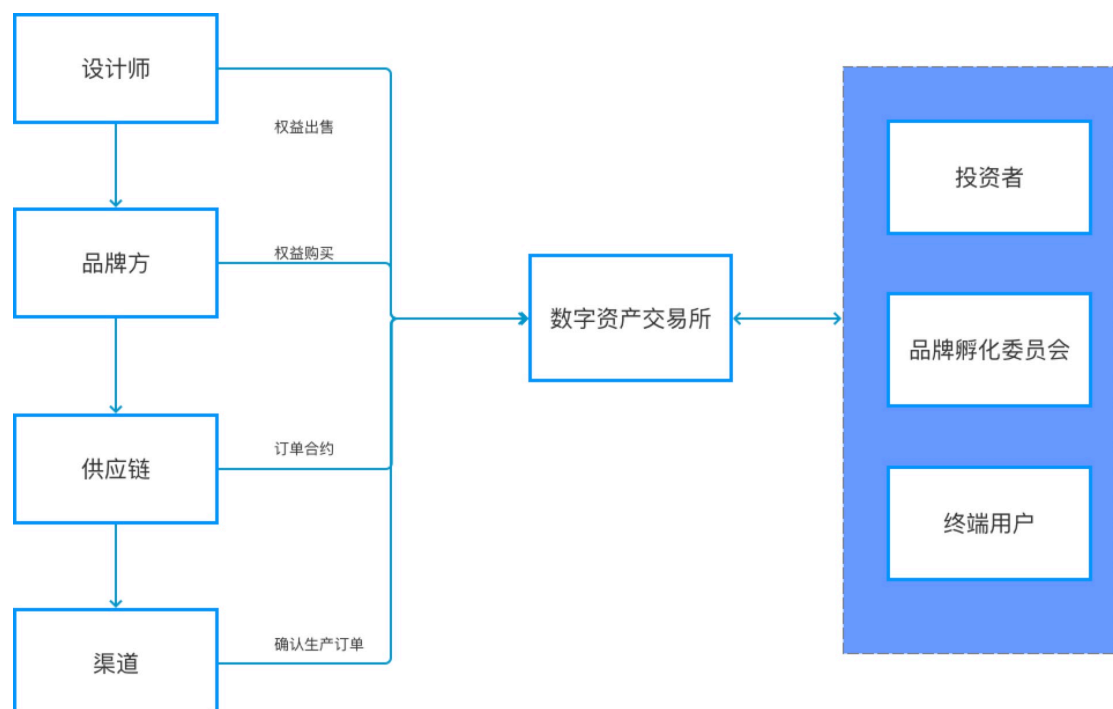 设计师
权益出售
投资者
品牌方
权益购买
数字资产交易所
品牌孵化委员会
供应链
订单合约
终端用户
渠道
确认生产订单